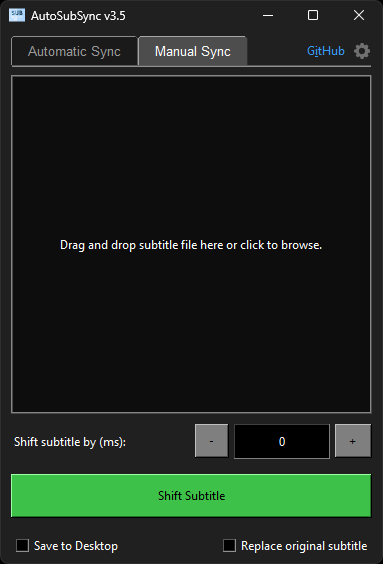 SUB
AutoSubSync v3.5
Automatic Sync
Manual Sync
GitHub
Drag and drop subtitle file here or click to browse.
Shift subtitle by (ms):
-
0
+
Shift Subtitle
Save to Desktop
Replace original subtitle